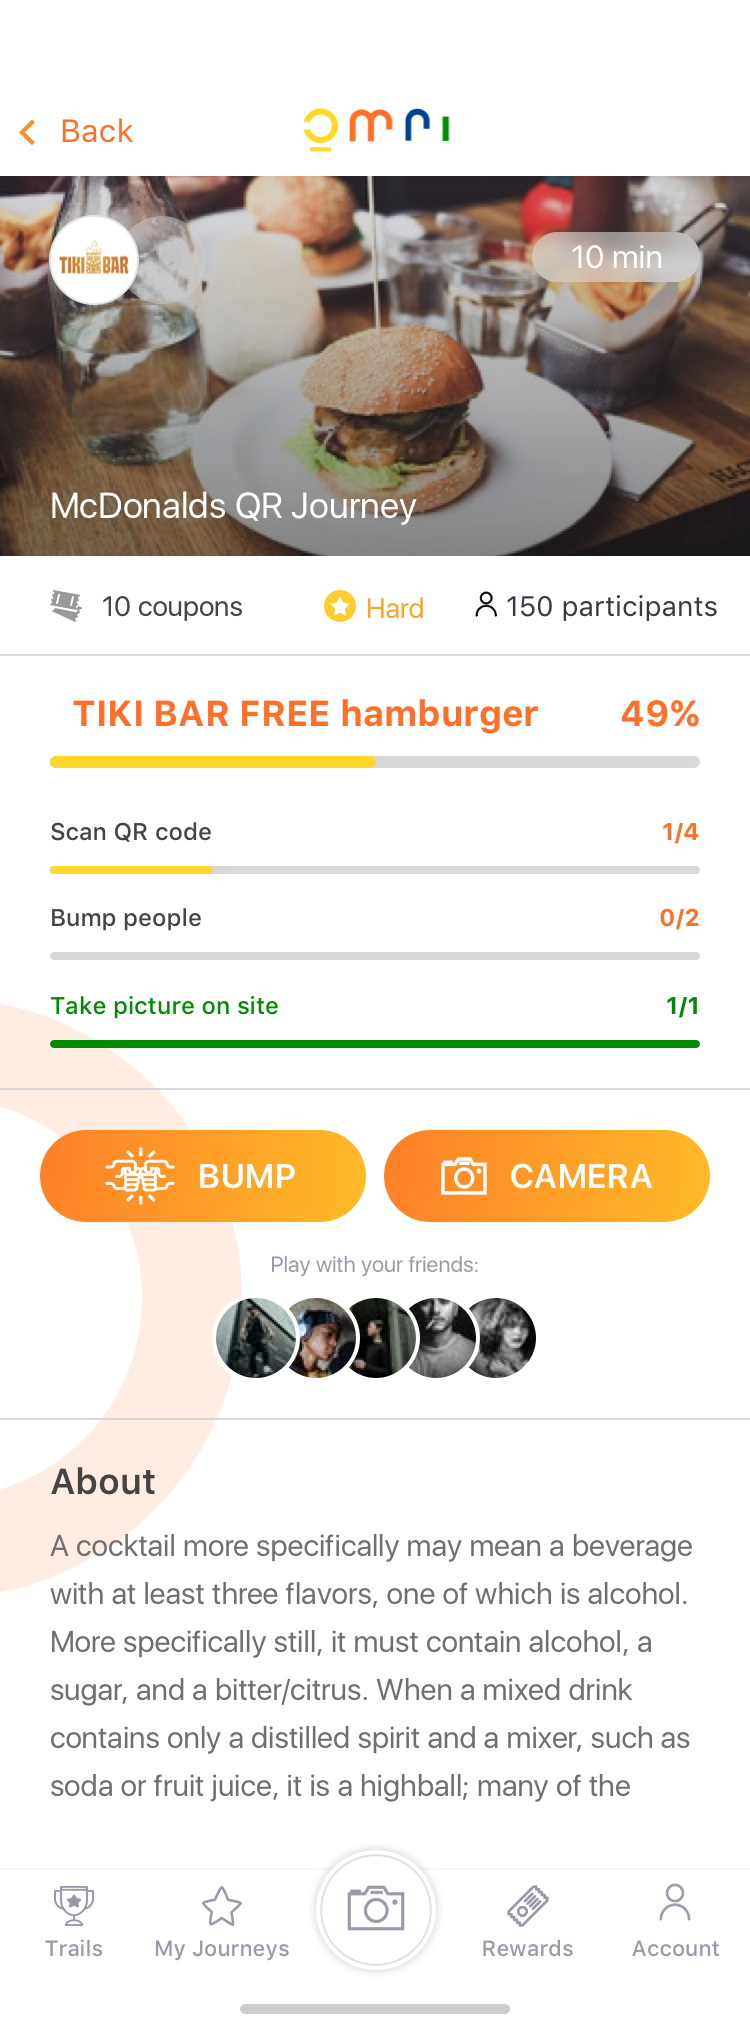 Back
omni
TIKI BAR
10 min
McDonalds QR Journey
10 coupons
Hard
150 participants
TIKI BAR FREE hamburger 49%
Scan QR code 1/4
Bump people 0/2
Take picture on site 1/1
BUMP
CAMERA
Play with your friends:
About
A cocktail more specifically may mean a beverage
with at least three flavors, one of which is alcohol.
More specifically still, it must contain alcohol, a
sugar, and a bitter/citrus. When a mixed drink
contains only a distilled spirit and a mixer, such as
soda or fruit juice, it is a highball; many of the
Trails
My Journeys
Rewards
Account